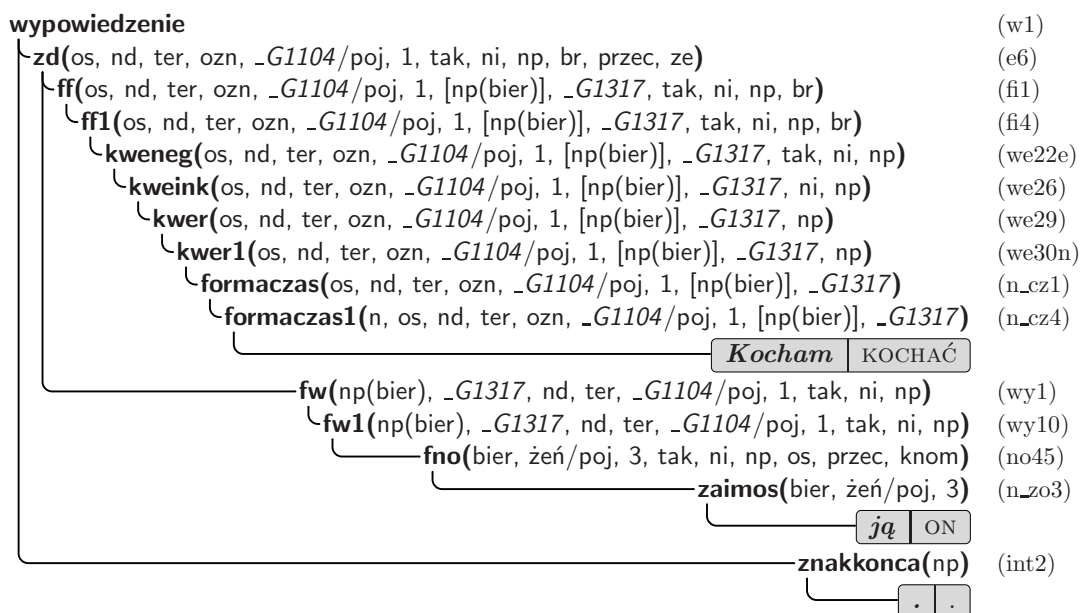 wypowiedzenie (w1)
zd(os, nd, ter, ozn, _G1104/poj, 1, tak, ni, np, br, przec, ze) (e6)
ff(os, nd, ter, ozn, _G1104/poj, 1, [np(bier)], _G1317, tak, ni, np, br) (fi1)
ff1(os, nd, ter, ozn, _G1104/poj, 1, [np(bier)], _G1317, tak, ni, np, br) (fi4)
kweneg(os, nd, ter, ozn, _G1104/poj, 1, [np(bier)], _G1317, tak, ni, np) (we22e)
kweink(os, nd, ter, ozn, _G1104/poj, 1, [np(bier)], _G1317, ni, np) (we26)
kwer(os, nd, ter, ozn, _G1104/poj, 1, [np(bier)], _G1317, np) (we29)
kwer1(os, nd, ter, ozn, _G1104/poj, 1, [np(bier)], _G1317, np) (we30n)
formaczas(os, nd, ter, ozn, _G1104/poj, 1, [np(bier)], _G1317) (n_cz1)
formaczas1(n, os, nd, ter, ozn, _G1104/poj, 1, [np(bier)], _G1317) (n_cz4)
Kocham KOCHAĆ
fw(np(bier), _G1317, nd, ter, _G1104/poj, 1, tak, ni, np) (wy1)
fw1(np(bier), _G1317, nd, ter, _G1104/poj, 1, tak, ni, np) (wy10)
fno(bier, żeń/poj, 3, tak, ni, np, os, przec, knom) (no45)
zaimos(bier, żeń/poj, 3) (n_zo3)
ją ON
znakkonca(np) (int2)
. .